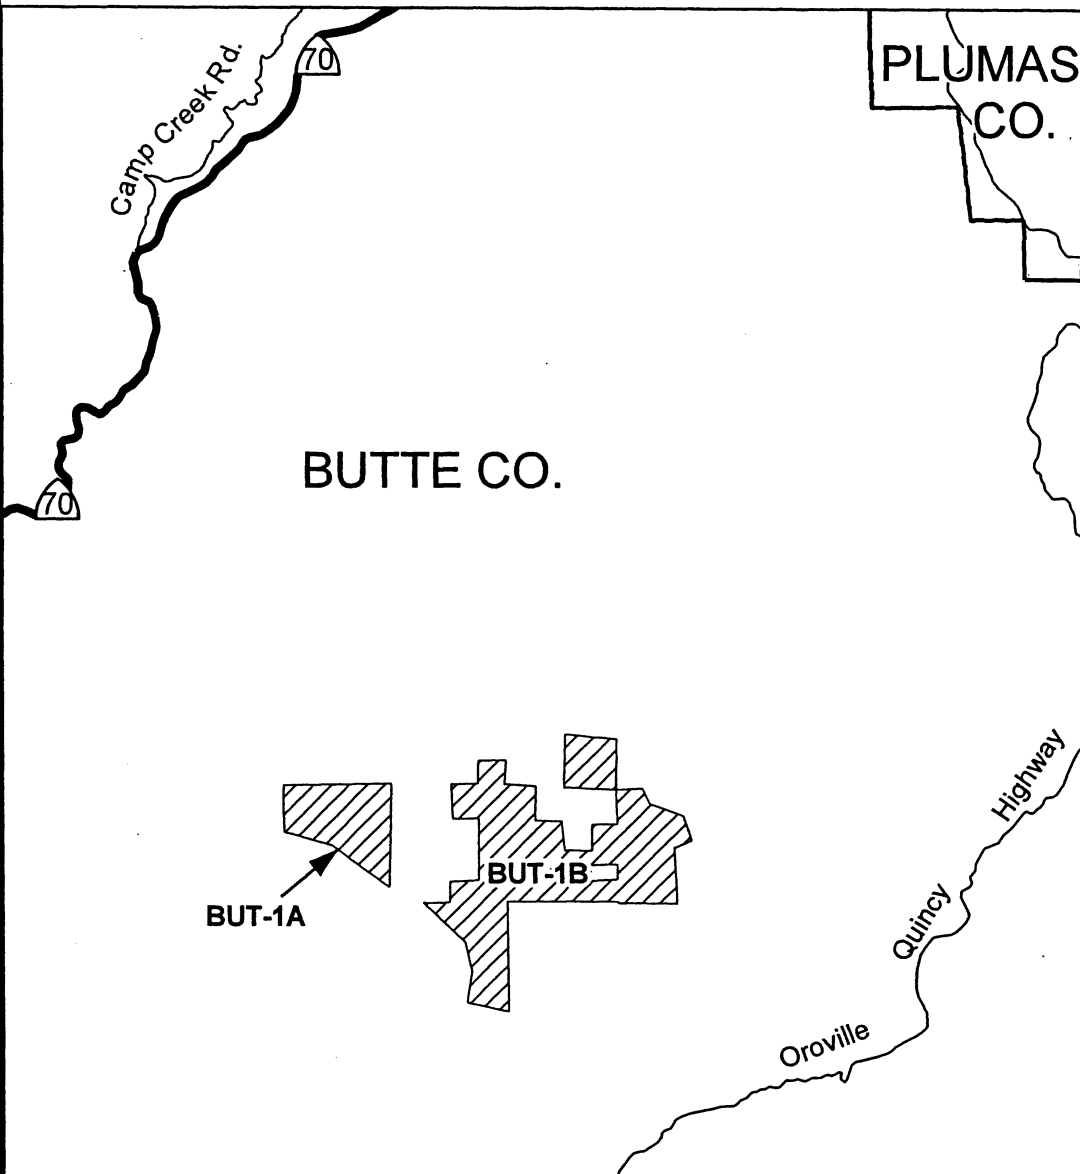 70
PLUMAS
CO.
Camp Creek Rd.
BUTTE CO.
70
Highway
BUT-1B
BUT-1A
Quincy
Oroville